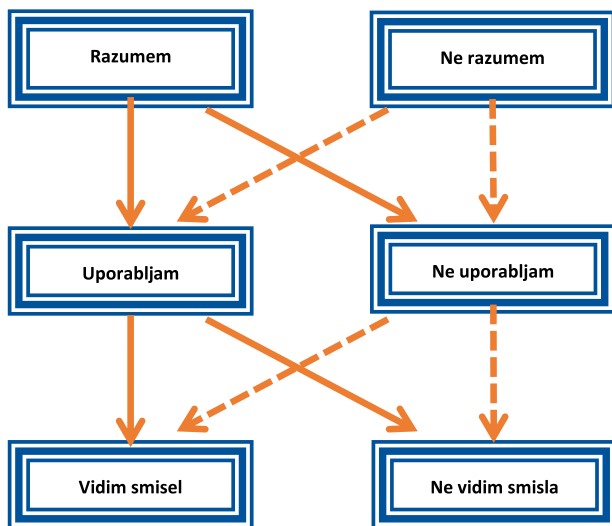 Razumem
Ne razumem
Uporabljam
Ne uporabljam
Vidim smisel
Ne vidim smisla